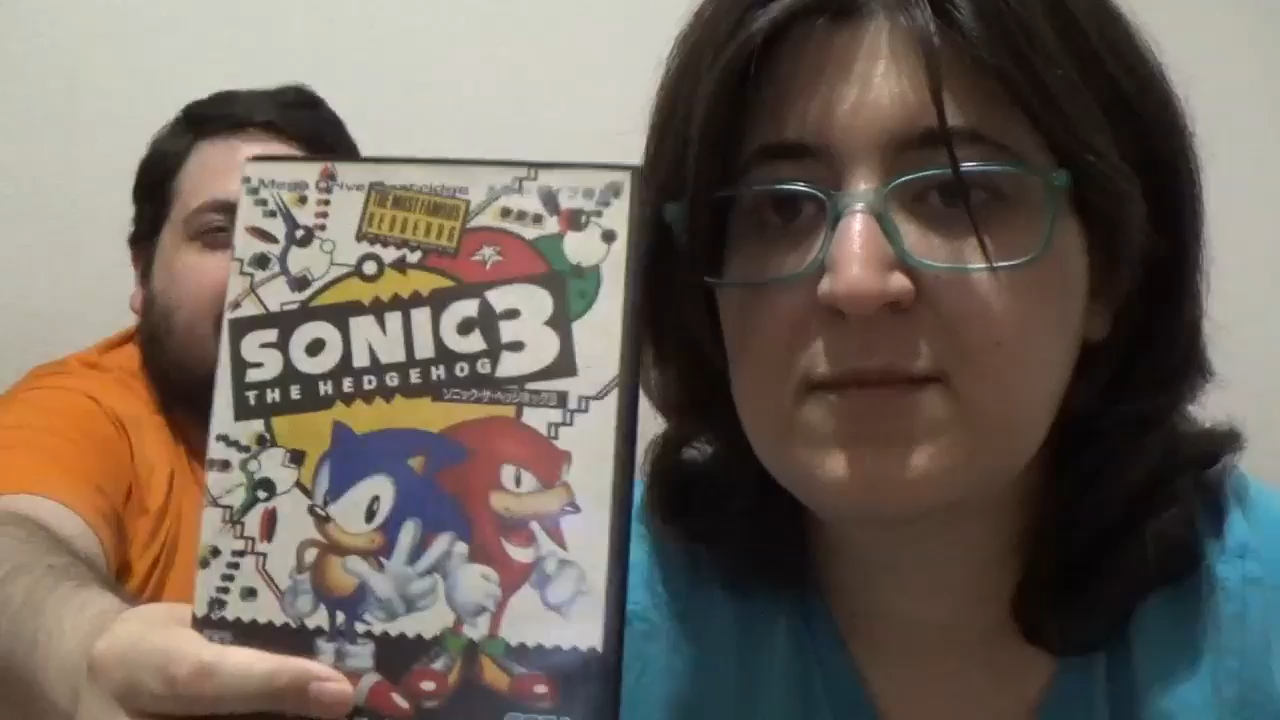 Mega Drive Cartridge
THE MOST FAMOUS
HEDGEHOG
SONIC 3
THE HEDGEHOG
ソニック・ザ・ヘッジホッグ3
SEGA